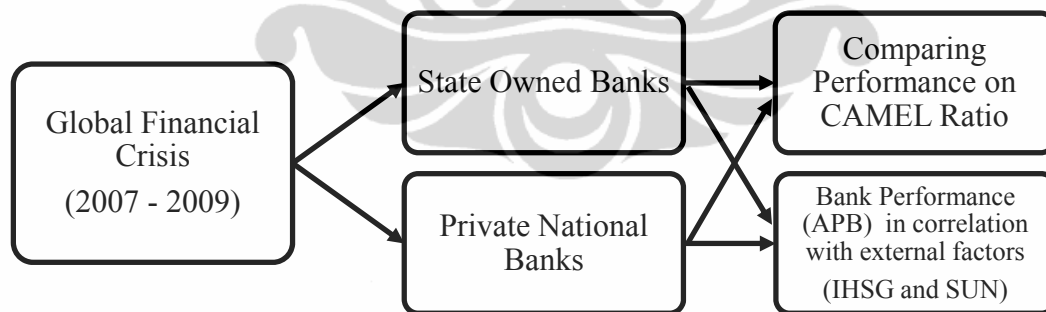 Global Financial
Crisis
(2007 - 2009)
State Owned Banks
Private National
Banks
Comparing
Performance on
CAMEL Ratio
Bank Performance
(APB) in correlation
with external factors
(IHSG and SUN)